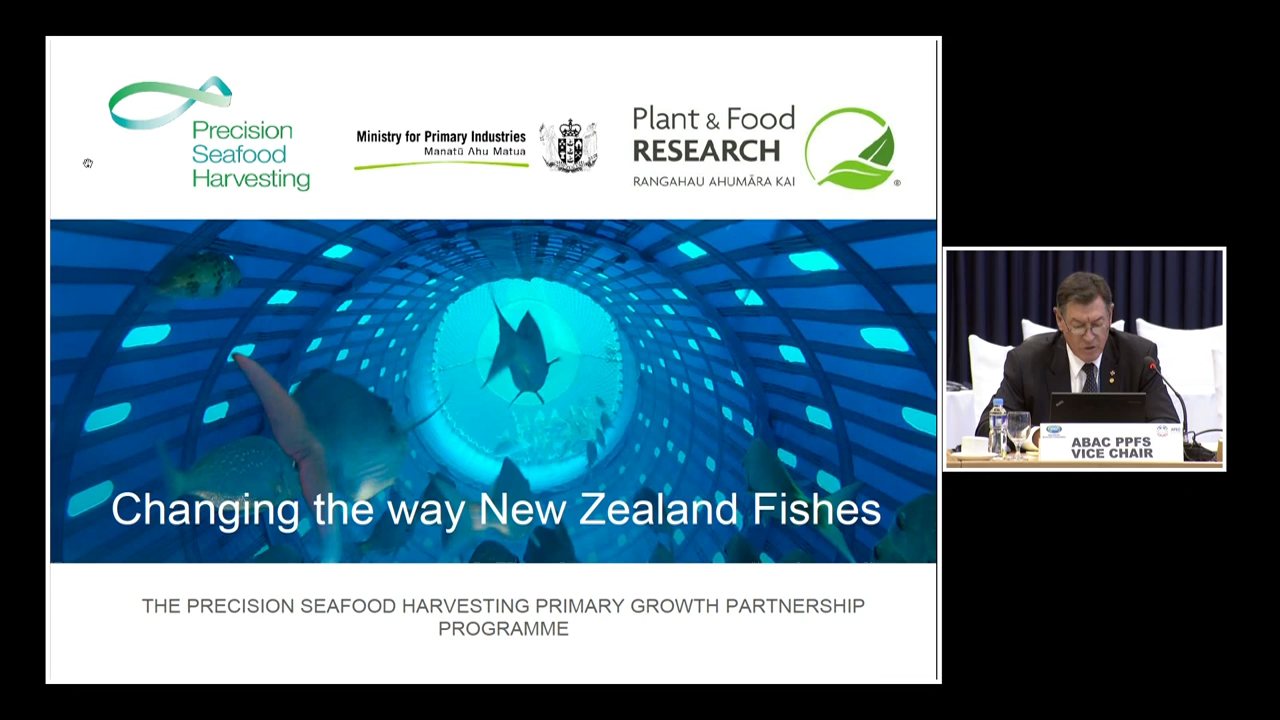 Precision
Seafood
Harvesting
Ministry for Primary Industries
Manatū Ahu Matua
Plant & Food
RESEARCH
RANGAHAU AHUMĀRA KAI
®
Changing the way New Zealand Fishes
THE PRECISION SEAFOOD HARVESTING PRIMARY GROWTH PARTNERSHIP
PROGRAMME
ABAC PPFS
VICE CHAIR